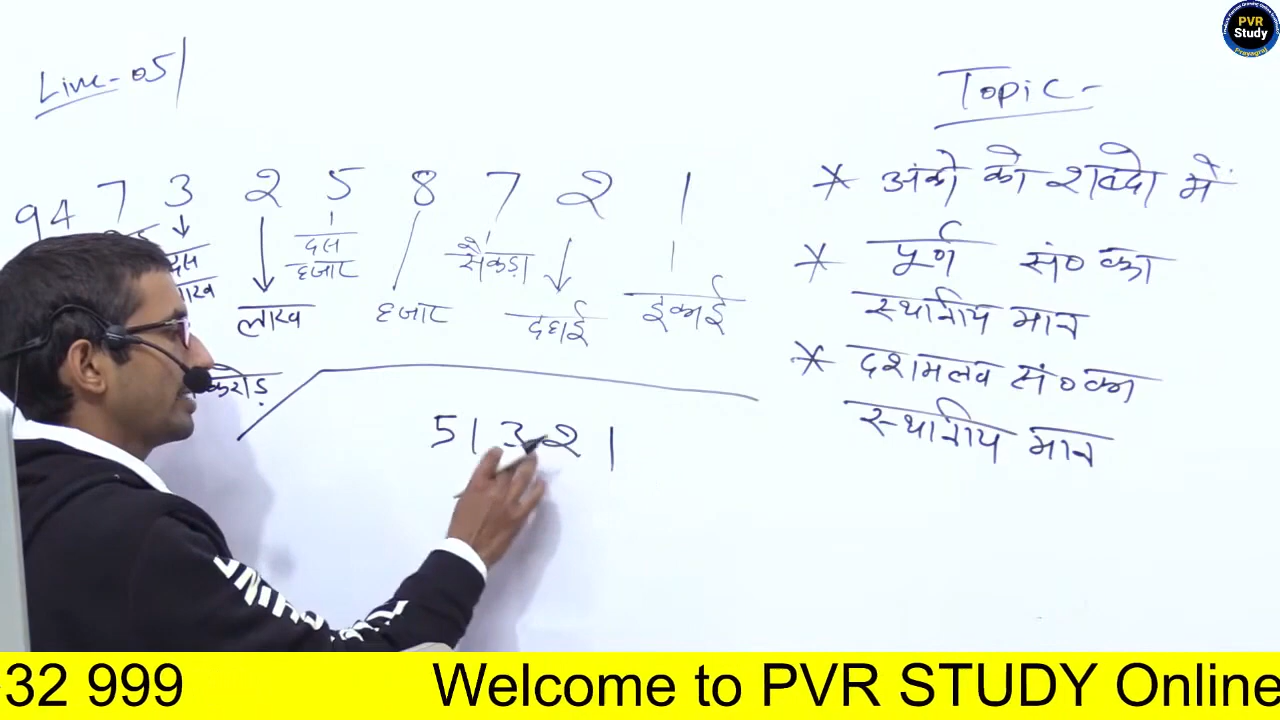 PVR
Study
Prayagraj
Line-05
Topic-
* अंको को शब्दो में
* पूर्ण सं० का
स्थानीय मान
* दशमलव सं० का
स्थानीय मान
9 4 7 3 2 5 8 7 2 1
दस
लाख
लाख
दस
हजार
हजार
सैकड़ा
दहाई
इकाई
करोड़
5 1 3 2 1
32 999 Welcome to PVR STUDY Online